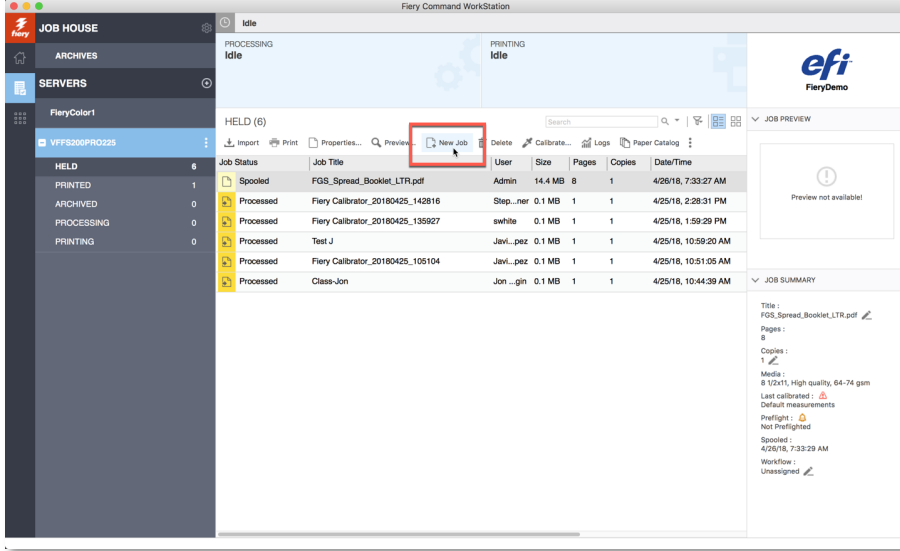 Fiery Command WorkStation
fiery
JOB HOUSE
ARCHIVES
SERVERS
FieryColor1
VFFS200PRO225
HELD 6
PRINTED 1
ARCHIVED 0
PROCESSING 0
PRINTING 0
Idle
PROCESSING
Idle
PRINTING
Idle
HELD (6)
Search
Import Print Properties... Preview... New Job Delete Calibrate... Logs Paper Catalog
Job Status Job Title User Size Pages Copies Date/Time
Spooled FGS_Spread_Booklet_LTR.pdf Admin 14.4 MB 8 1 4/26/18, 7:33:27 AM
Processed Fiery Calibrator_20180425_142816 Step...ner 0.1 MB 1 1 4/25/18, 2:28:31 PM
Processed Fiery Calibrator_20180425_135927 swhite 0.1 MB 1 1 4/25/18, 1:59:29 PM
Processed Test J Javi...pez 0.1 MB 1 1 4/25/18, 10:59:20 AM
Processed Fiery Calibrator_20180425_105104 Javi...pez 0.1 MB 1 1 4/25/18, 10:51:05 AM
Processed Class-Jon Jon ...gin 0.1 MB 1 1 4/25/18, 10:44:39 AM
efi
FieryDemo
JOB PREVIEW
Preview not available!
JOB SUMMARY
Title :
FGS_Spread_Booklet_LTR.pdf
Pages :
8
Copies :
1
Media :
8 1/2x11, High quality, 64-74 gsm
Last calibrated :
Default measurements
Preflight :
Not Preflighted
Spooled :
4/26/18, 7:33:29 AM
Workflow :
Unassigned